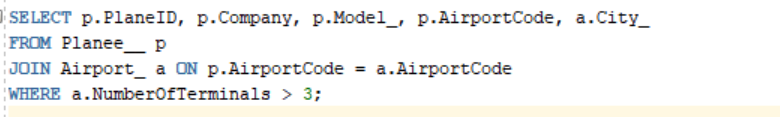 SELECT p.PlaneID, p.Company, p.Model_, p.AirportCode, a.City_
FROM Planee__ p
JOIN Airport_ a ON p.AirportCode = a.AirportCode
WHERE a.NumberOfTerminals > 3;